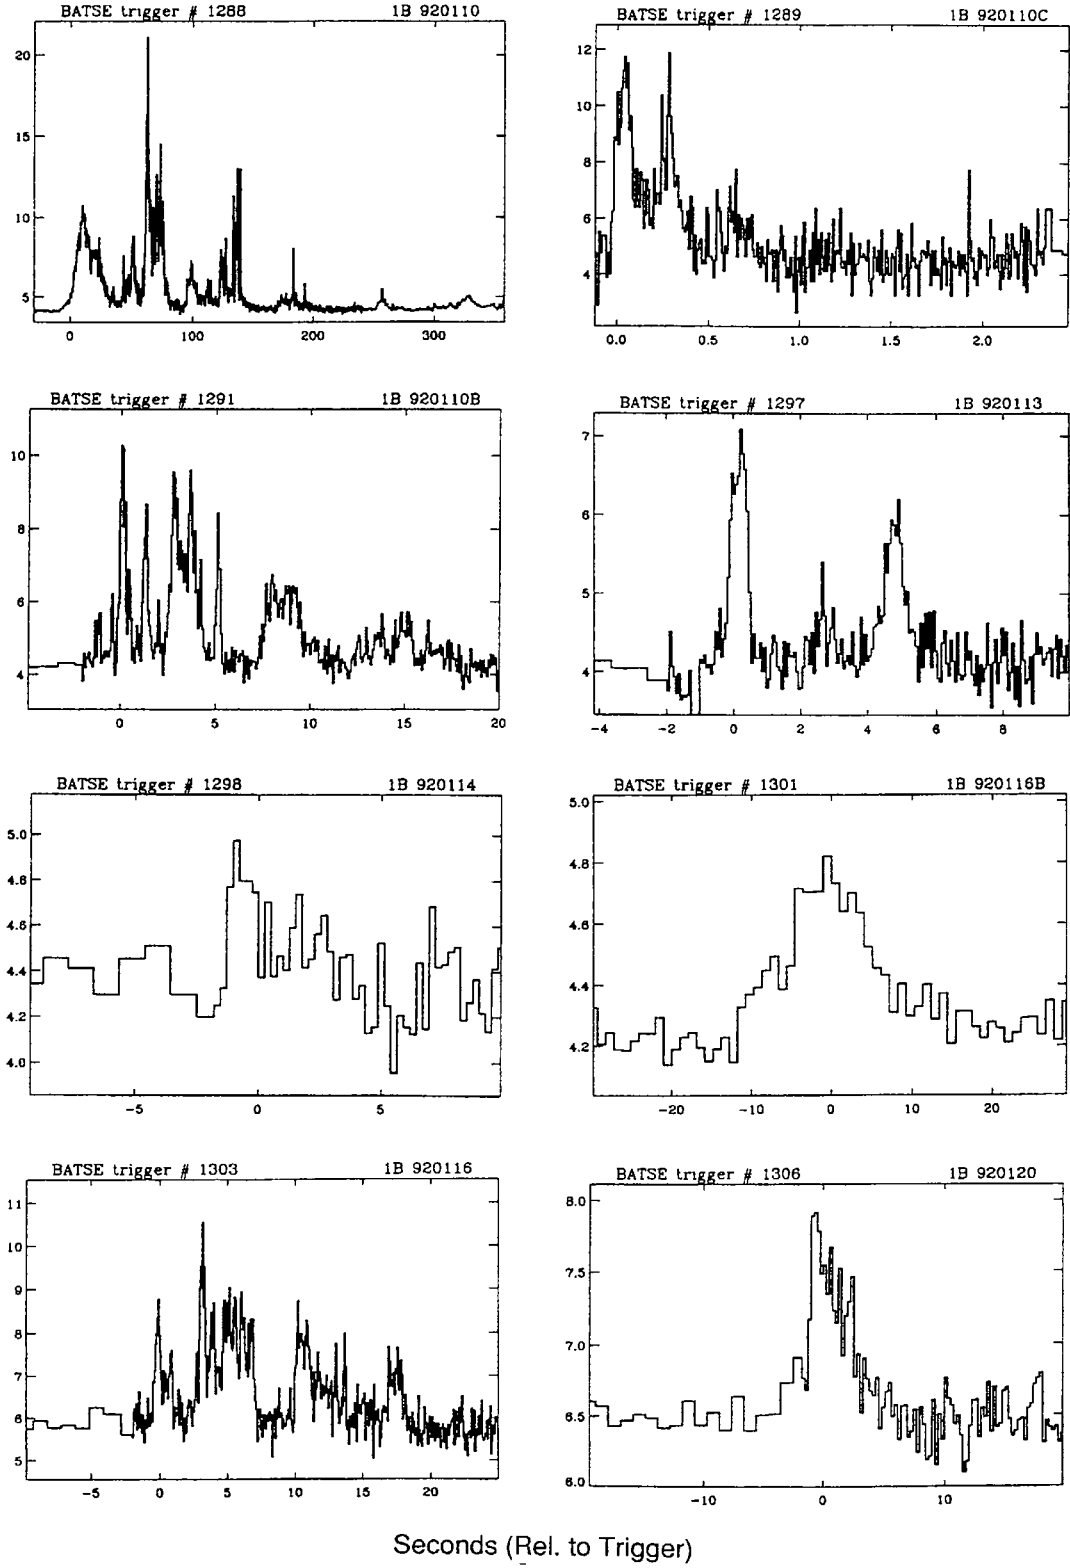 BATSE trigger # 1288 1B 920110
20
15
10
5
0 100 200 300
BATSE trigger # 1289 1B 920110C
12
10
8
6
4
0.0 0.5 1.0 1.5 2.0
BATSE trigger # 1291 1B 920110B
10
8
6
4
0 5 10 15 20
BATSE trigger # 1297 1B 920113
7
6
5
4
-4 -2 0 2 4 6 8
BATSE trigger # 1298 1B 920114
5.0
4.8
4.6
4.4
4.2
4.0
-5 0 5
BATSE trigger # 1301 1B 920116B
5.0
4.8
4.6
4.4
4.2
-20 -10 0 10 20
BATSE trigger # 1303 1B 920116
11
10
9
8
7
6
5
-5 0 5 10 15 20
BATSE trigger # 1306 1B 920120
8.0
7.5
7.0
6.5
6.0
-10 0 10
Seconds (Rel. to Trigger)